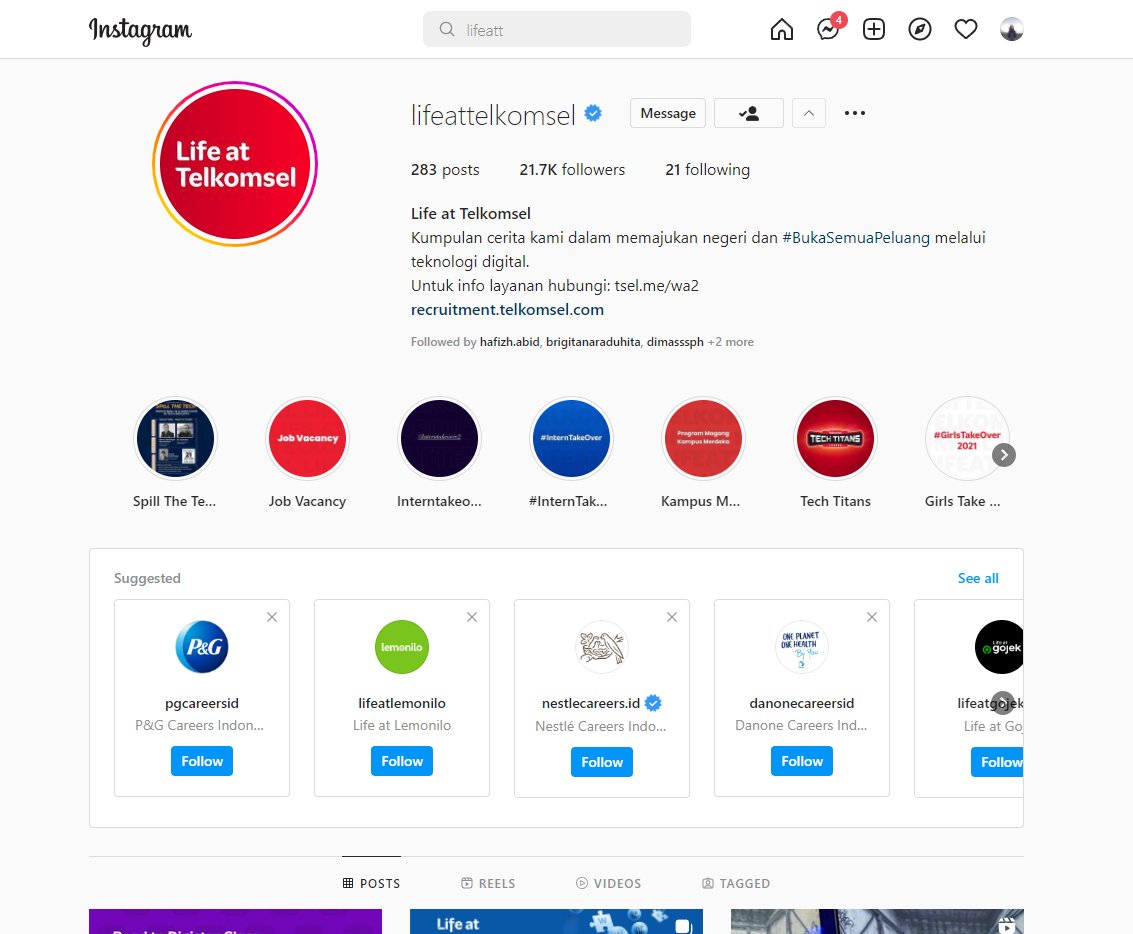 Instagram
lifeatt
4
Life at
Telkomsel
lifeattelkomsel
Message
283 posts
21.7K followers
21 following
Life at Telkomsel
Kumpulan cerita kami dalam memajukan negeri dan #BukaSemuaPeluang melalui
teknologi digital.
Untuk info layanan hubungi: tsel.me/wa2
recruitment.telkomsel.com
Followed by hafizh.abid, brigitanaraduhita, dimasssph +2 more
SPILL THE TECH
Job Vacancy
#Interntakeover2
#InternTakeOver
Program Magang
Kampus Merdeka
TECH TITANS
#GirlsTakeOver
2021
Spill The Te...
Job Vacancy
Interntakeo...
#InternTak...
Kampus M...
Tech Titans
Girls Take ...
Suggested
See all
P&G
lemonilo
ONE PLANET
ONE HEALTH
By You
Life at
gojek
pgcareersid
lifeatlemonilo
nestlecareers.id
danonecareersid
lifeatgojek
P&G Careers Indon...
Life at Lemonilo
Nestlé Careers Indo...
Danone Careers Ind...
Life at Goj
Follow
Follow
Follow
Follow
Follow
POSTS
REELS
VIDEOS
TAGGED
Life at